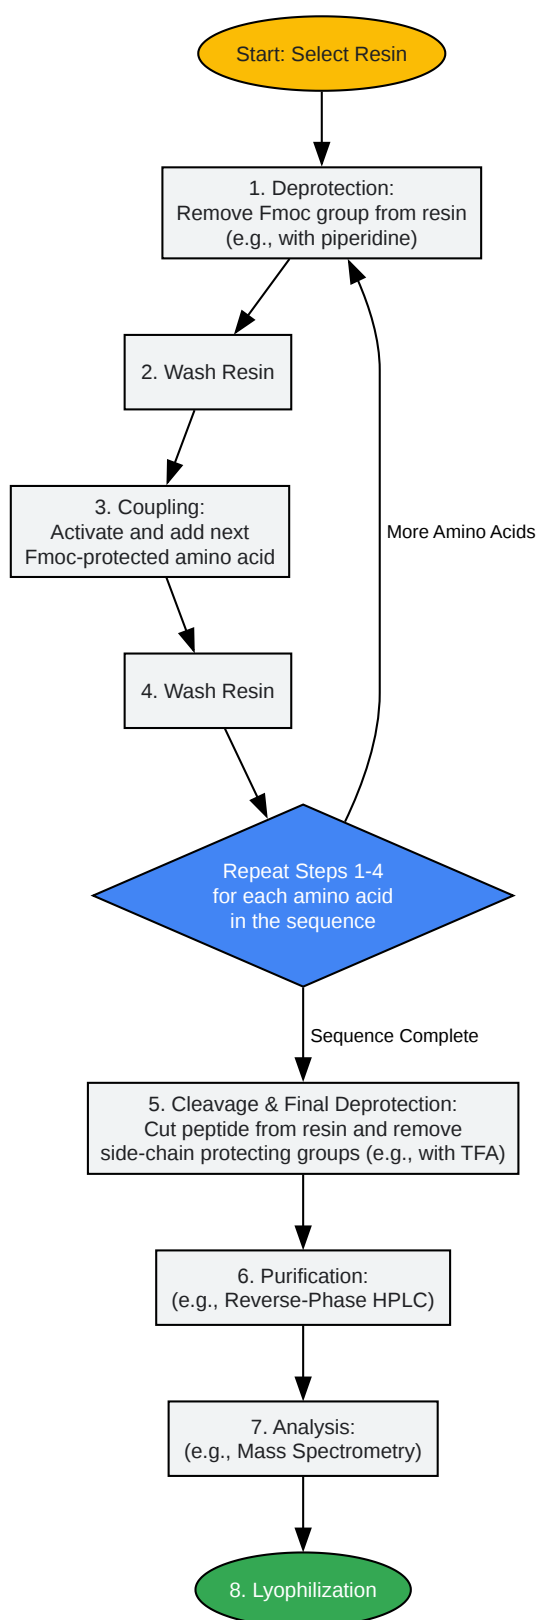 Start: Select Resin
1. Deprotection:
Remove Fmoc group from resin
(e.g., with piperidine)
2. Wash Resin
3. Coupling:
Activate and add next
Fmoc-protected amino acid
More Amino Acids
4. Wash Resin
Repeat Steps 1-4
for each amino acid
in the sequence
Sequence Complete
5. Cleavage & Final Deprotection:
Cut peptide from resin and remove
side-chain protecting groups (e.g., with TFA)
6. Purification:
(e.g., Reverse-Phase HPLC)
7. Analysis:
(e.g., Mass Spectrometry)
8. Lyophilization